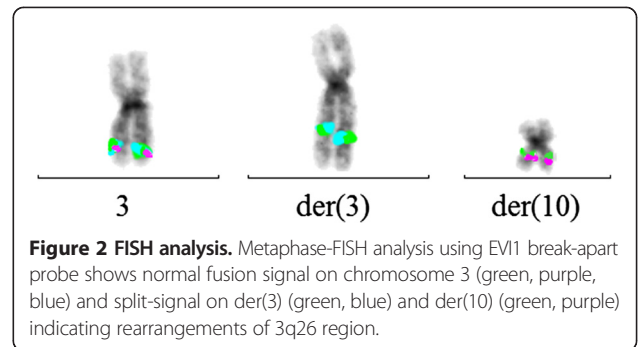 3 der(3) der(10)
Figure 2 FISH analysis. Metaphase-FISH analysis using EVI1 break-apart
probe shows normal fusion signal on chromosome 3 (green, purple,
blue) and split-signal on der(3) (green, blue) and der(10) (green, purple)
indicating rearrangements of 3q26 region.